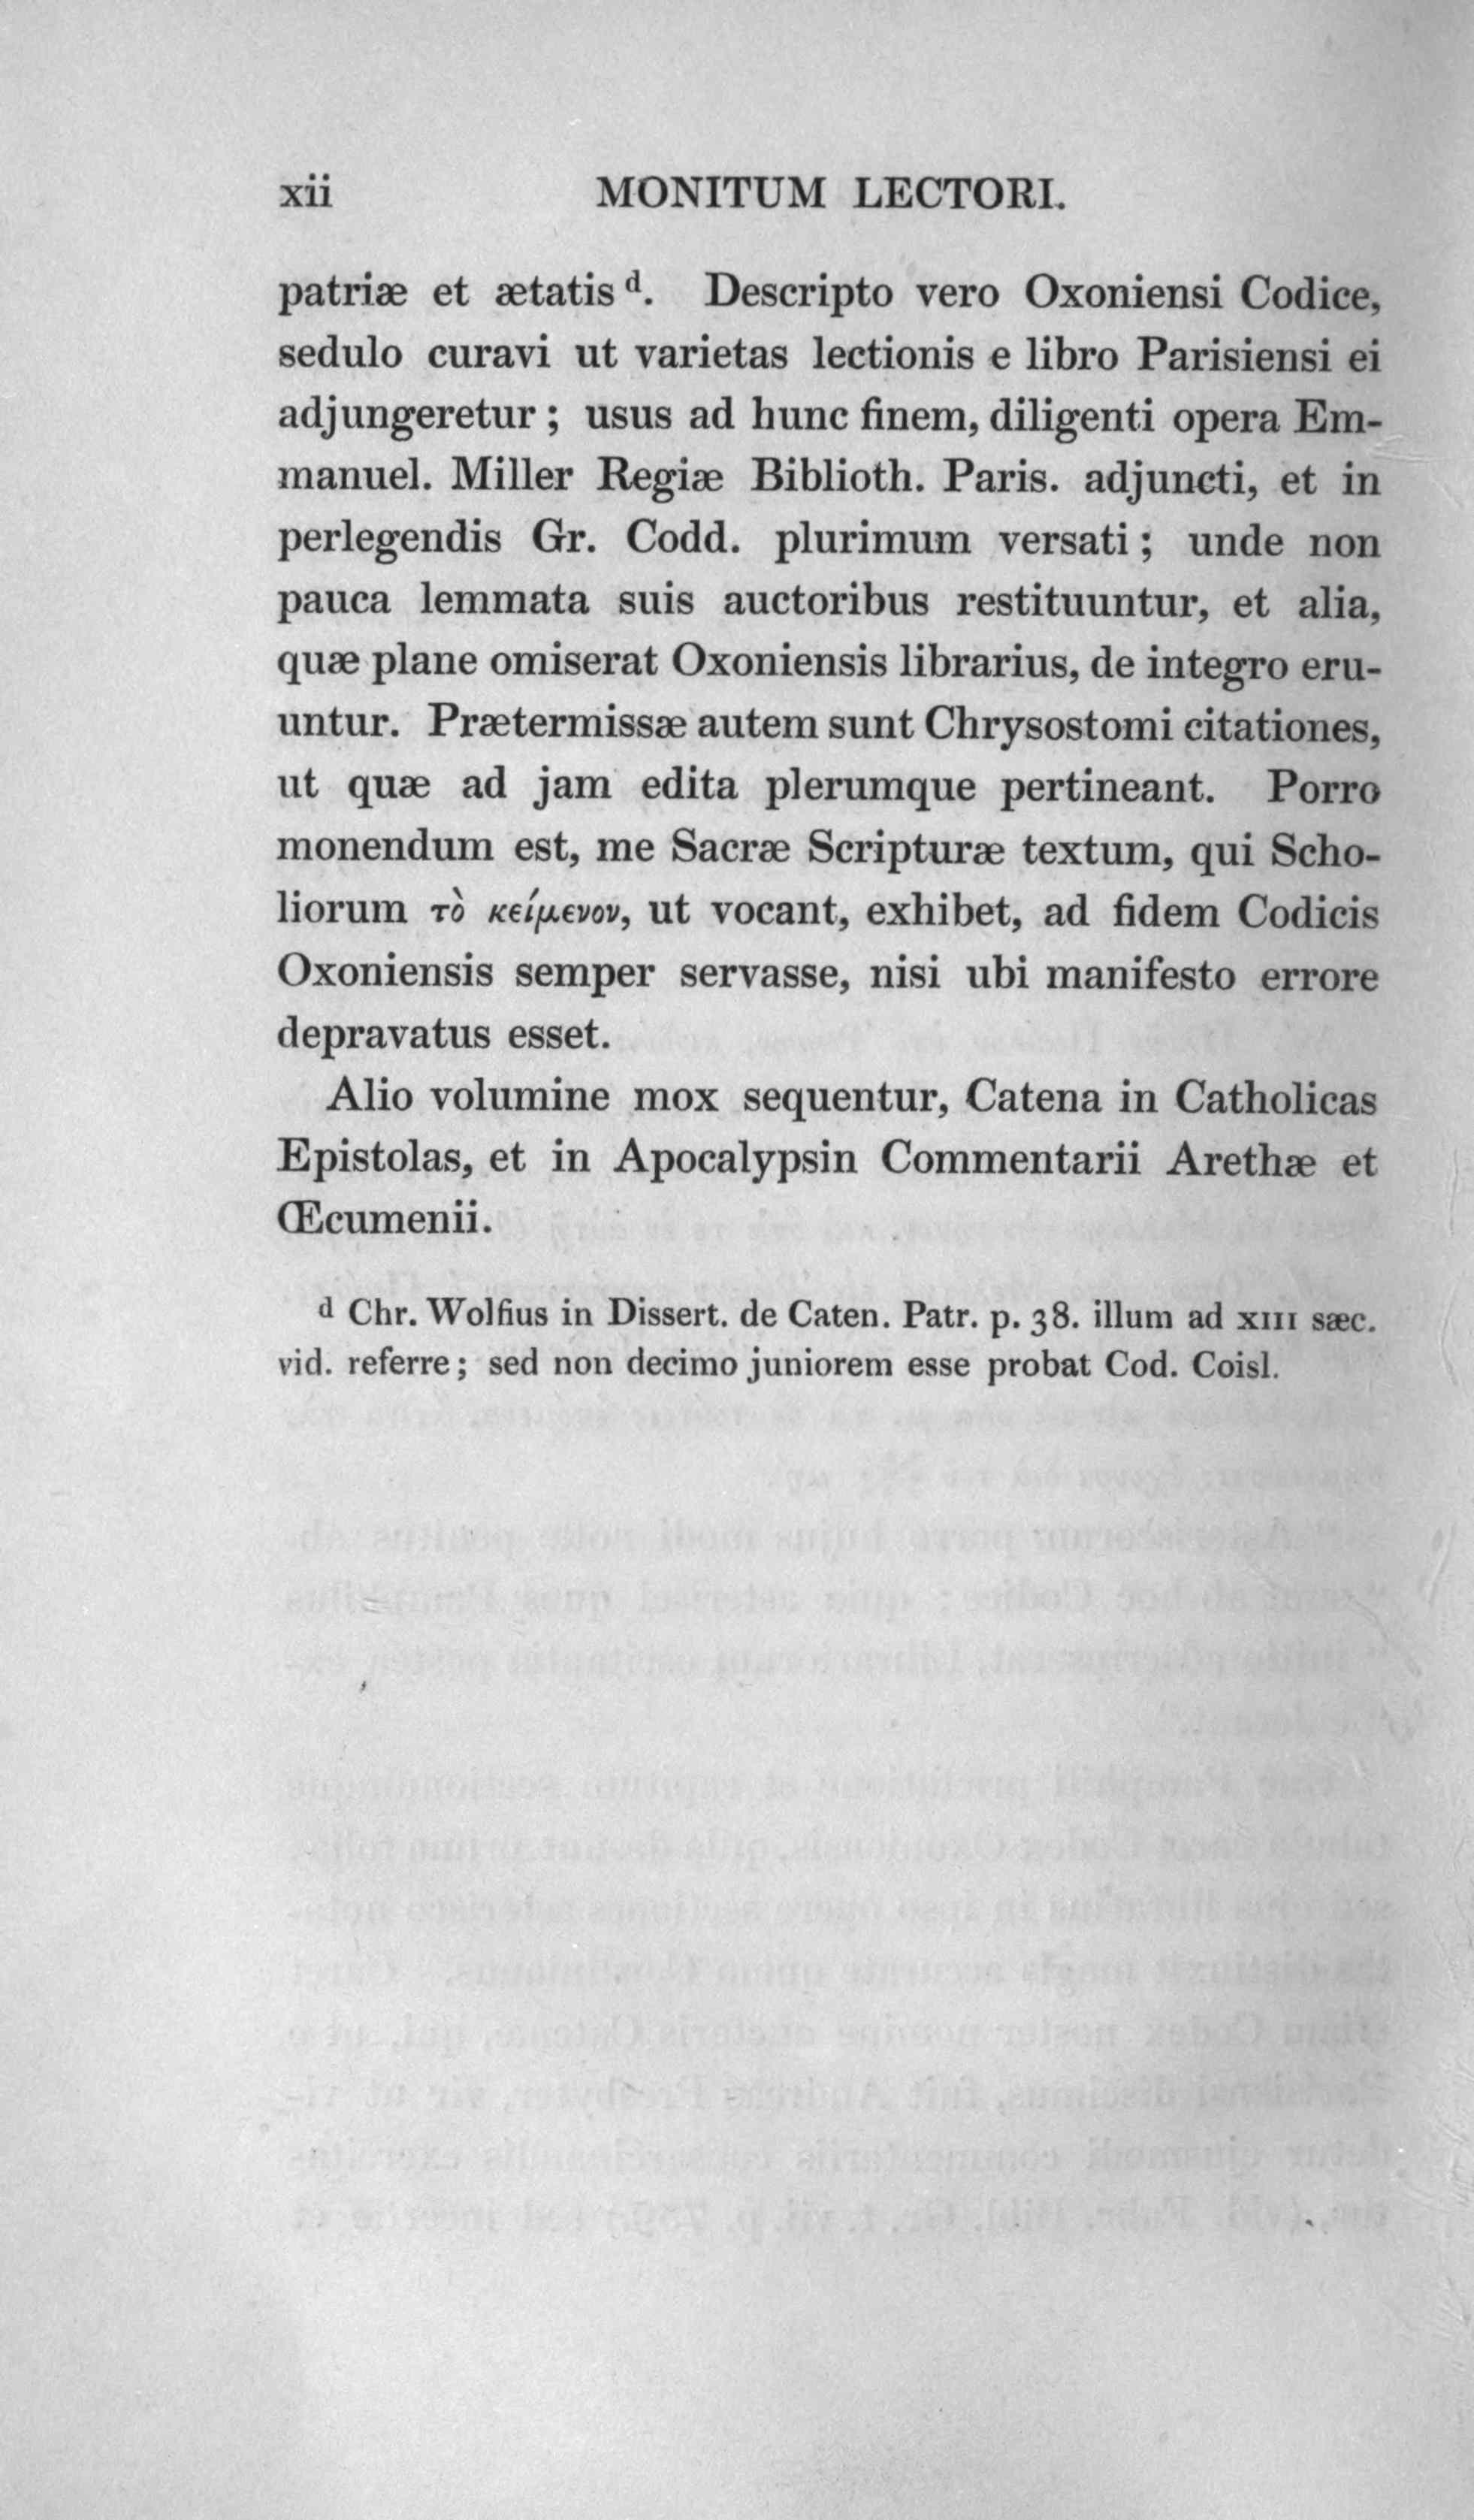 xii MONITUM LECTORI.
patriæ et ætatis d. Descripto vero Oxoniensi Codice,
sedulo curavi ut varietas lectionis e libro Parisiensi ei
adjungeretur ; usus ad hunc finem, diligenti opera Em-
manuel. Miller Regiæ Biblioth. Paris. adjuncti, et in
perlegendis Gr. Codd. plurimum versati ; unde non
pauca lemmata suis auctoribus restituuntur, et alia,
quæ plane omiserat Oxoniensis librarius, de integro eru-
untur. Prætermissæ autem sunt Chrysostomi citationes,
ut quæ ad jam edita plerumque pertineant. Porro
monendum est, me Sacræ Scripturæ textum, qui Scho-
liorum τὸ κείμενον, ut vocant, exhibet, ad fidem Codicis
Oxoniensis semper servasse, nisi ubi manifesto errore
depravatus esset.
Alio volumine mox sequentur, Catena in Catholicas
Epistolas, et in Apocalypsin Commentarii Arethæ et
Œcumenii.
d Chr. Wolfius in Dissert. de Caten. Patr. p. 38. illum ad XIII sæc.
vid. referre ; sed non decimo juniorem esse probat Cod. Coisl.